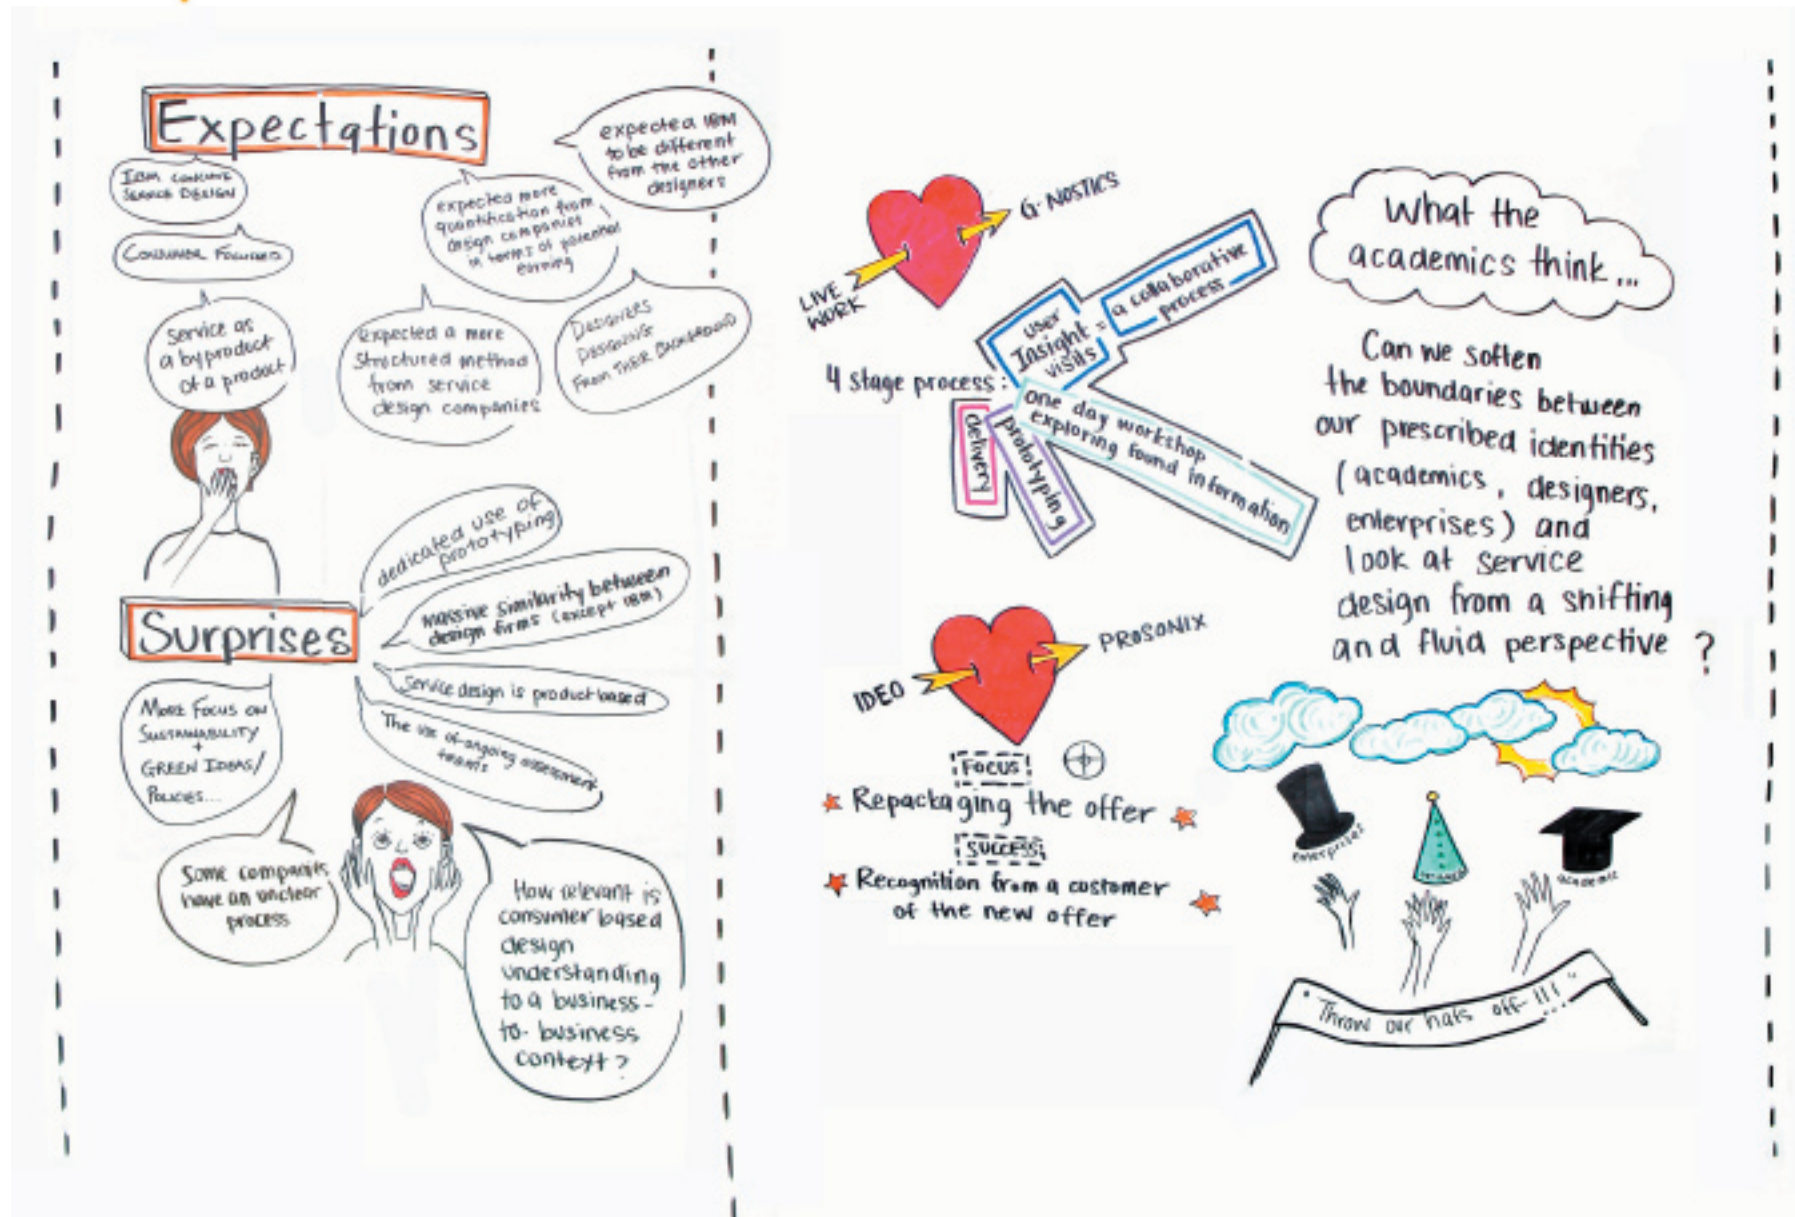 Expectations
IBM
SERVICE DESIGN
CONSUMER FOCUSED
service as
a byproduct
of a product
expected a more
structured method
from service
design companies
expected more
quantification from
design companies
in terms of potential
earning
expected IBM
to be different
from the other
designers
DESIGNERS
DESIGNING
FROM THEIR BACKGROUND
Surprises
dedicated use of
prototyping
massive similarity between
design firms (except IBM)
service design is product based
The use of ongoing assessment
teams
MORE FOCUS ON
SUSTAINABILITY
+
GREEN IDEAS/
POLICIES...
Some companies
have an unclear
process
How relevant is
consumer based
design
understanding
to a business-
to-business
context?
LIVE
WORK
G-NOSTICS
4 stage process:
user
Insight
visits
= a collaborative
process
one day workshop
exploring found information
prototyping
delivery
IDEO
PROSONIX
FOCUS
Repackaging the offer
SUCCESS
Recognition from a customer
of the new offer
What the
academics think...
Can we soften
the boundaries between
our prescribed identities
(academics, designers,
enterprises) and
look at service
design from a shifting
and fluid perspective ?
enterprises
academic
"Throw our hats off-!!!"